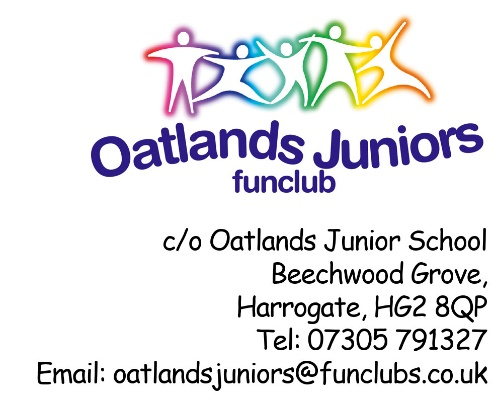 Oatlands Juniors
funclub
c/o Oatlands Junior School
Beechwood Grove,
Harrogate, HG2 8QP
Tel: 07305 791327
Email: oatlandsjuniors@funclubs.co.uk